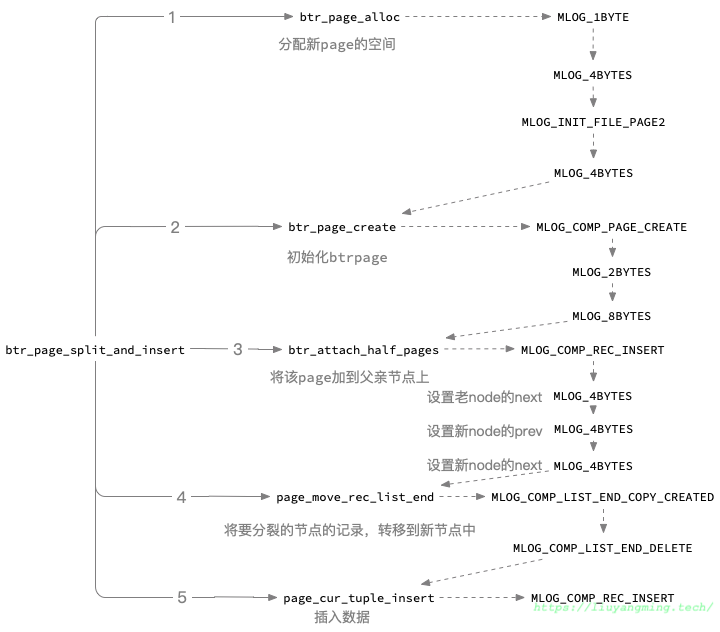 1 btr_page_alloc MLOG_1BYTE
分配新page的空间
MLOG_4BYTES
MLOG_INIT_FILE_PAGE2
MLOG_4BYTES
2 btr_page_create MLOG_COMP_PAGE_CREATE
初始化btrpage
MLOG_2BYTES
MLOG_8BYTES
btr_page_split_and_insert 3 btr_attach_half_pages MLOG_COMP_REC_INSERT
将该page加到父亲节点上
设置老node的next MLOG_4BYTES
设置新node的prev MLOG_4BYTES
设置新node的next MLOG_4BYTES
4 page_move_rec_list_end MLOG_COMP_LIST_END_COPY_CREATED
将要分裂的节点的记录，转移到新节点中
MLOG_COMP_LIST_END_DELETE
5 page_cur_tuple_insert MLOG_COMP_REC_INSERT
https://liuyangming.tech/
插入数据